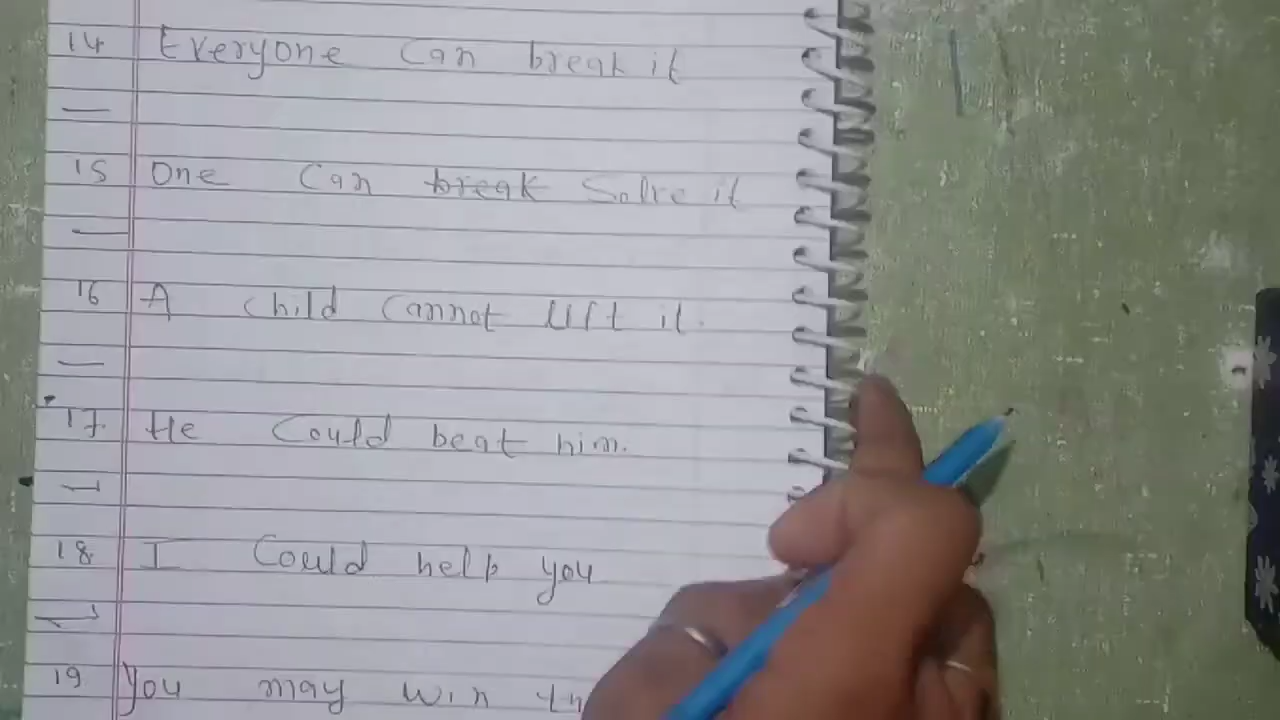 14 Everyone can break it
15 One can break Solve it
16 A child cannot lift it.
17. He could beat him.
18 I could help you
19 You may win